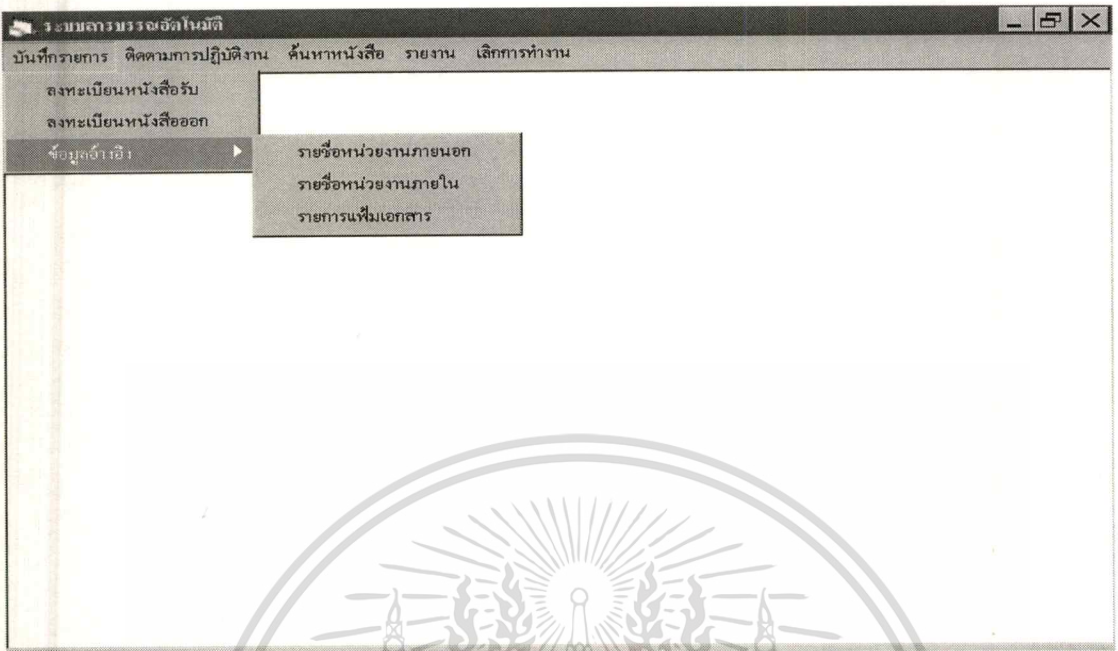 ระบบสารบรรณอัตโนมัติ
บันทึกรายการ ติดตามการปฏิบัติงาน ค้นหาหนังสือ รายงาน เลิกการทำงาน
ลงทะเบียนหนังสือรับ
ลงทะเบียนหนังสือออก
ข้อมูลอ้างอิง
รายชื่อหน่วยงานภายนอก
รายชื่อหน่วยงานภายใน
รายการแฟ้มเอกสาร